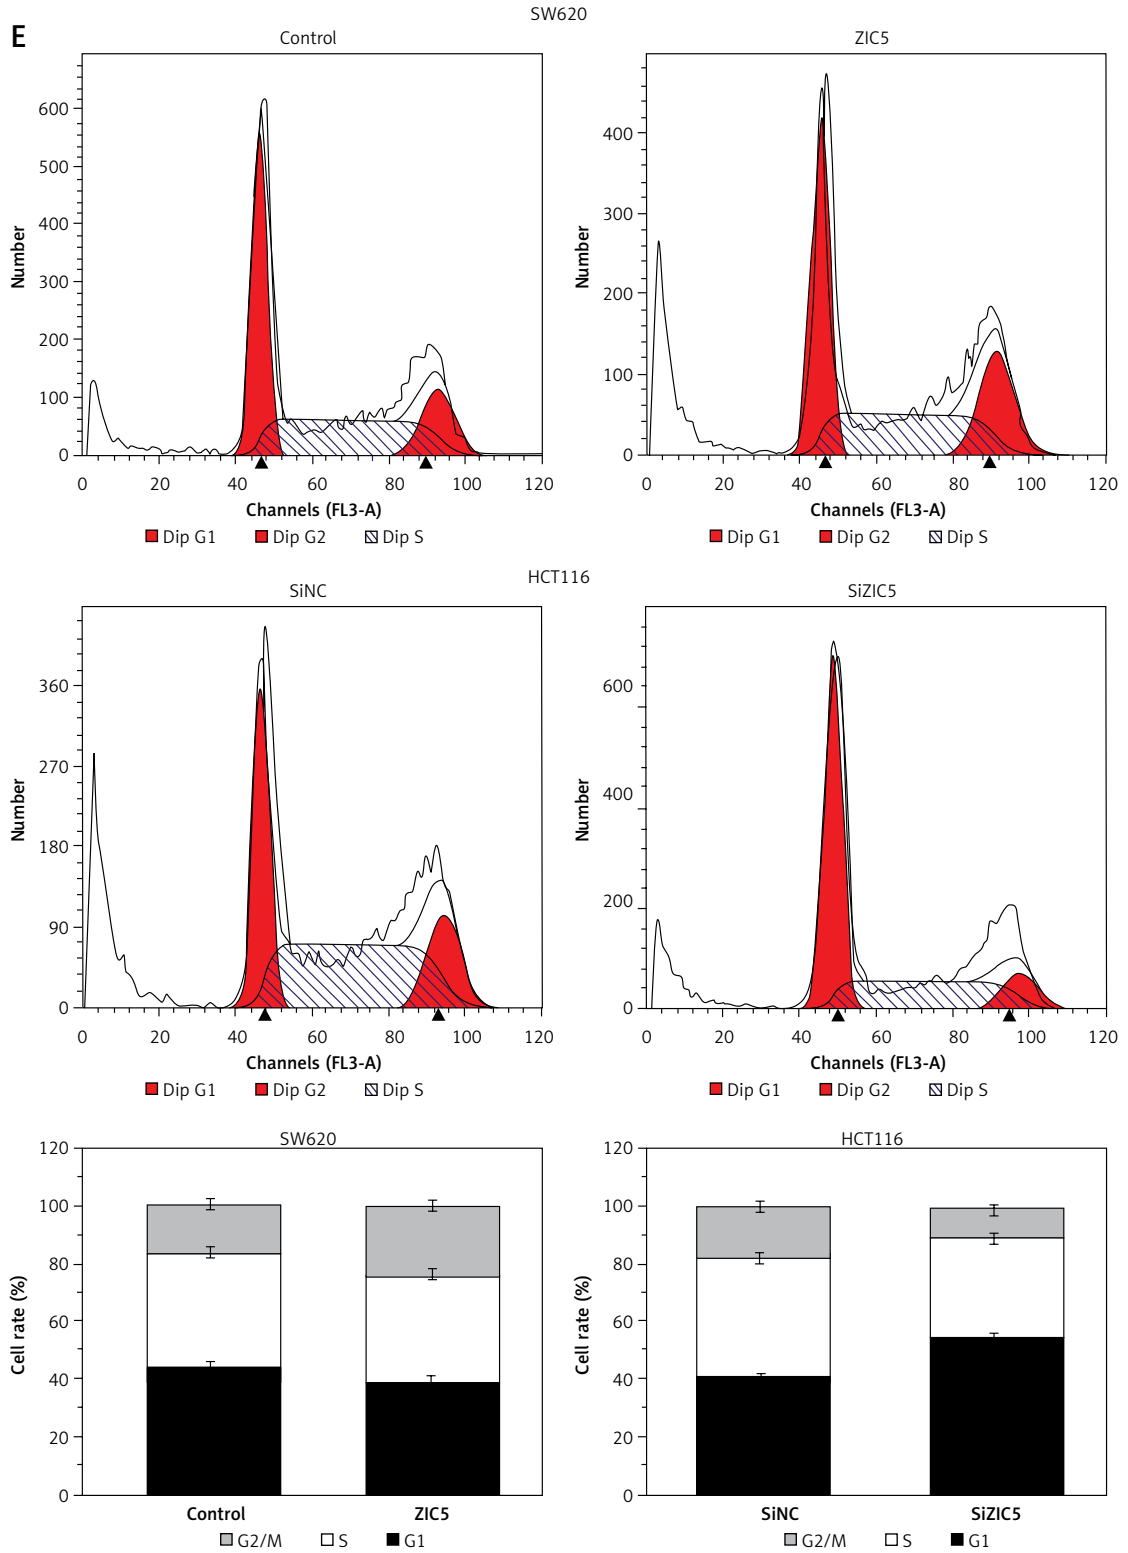 E
SW620
Control
ZIC5
Number
600
500
400
300
200
100
0
0 20 40 60 80 100 120
Channels (FL3-A)
Dip G1 Dip G2 Dip S
Number
400
300
200
100
0
0 20 40 60 80 100 120
Channels (FL3-A)
Dip G1 Dip G2 Dip S
HCT116
SiNC
SiZIC5
Number
360
270
180
90
0
0 20 40 60 80 100 120
Channels (FL3-A)
Dip G1 Dip G2 Dip S
Number
600
400
200
0
0 20 40 60 80 100 120
Channels (FL3-A)
Dip G1 Dip G2 Dip S
SW620
Cell rate (%)
120
100
80
60
40
20
0
Control ZIC5
G2/M S G1
HCT116
Cell rate (%)
120
100
80
60
40
20
0
SiNC SiZIC5
G2/M S G1